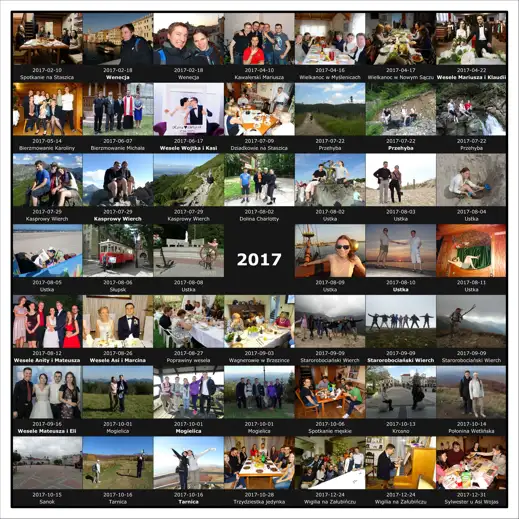 2017-02-10
Spotkanie na Staszica
2017-02-18
Wenecja
2017-02-18
Wenecja
2017-04-10
Kawalerski Mariusza
2017-04-16
Wielkanoc w Myślenicach
2017-04-17
Wielkanoc w Nowym Sączu
2017-04-22
Wesele Mariusza i Klaudii
2017-05-14
Bierzmowanie Karoliny
2017-06-07
Bierzmowanie Michała
2017-06-17
Wesele Wojtka i Kasi
2017-07-09
Dziadkowie na Staszica
2017-07-22
Przehyba
2017-07-22
Przehyba
2017-07-22
Przehyba
2017-07-29
Kasprowy Wierch
2017-07-29
Kasprowy Wierch
2017-07-29
Kasprowy Wierch
2017-08-02
Dolina Charlotty
2017-08-02
Ustka
2017-08-03
Ustka
2017-08-04
Ustka
2017-08-05
Ustka
2017-08-06
Słupsk
2017-08-08
Ustka
2017
2017-08-09
Ustka
2017-08-10
Ustka
2017-08-11
Ustka
2017-08-12
Wesele Anity i Mateusza
2017-08-26
Wesele Asi i Marcina
2017-08-27
Poprawiny wesele
2017-09-03
Wagnerowie w Brzezince
2017-09-09
Starorobociański Wierch
2017-09-09
Starorobociański Wierch
2017-09-09
Starorobociański Wierch
2017-09-16
Wesele Mateusza i Eli
2017-10-01
Mogielica
2017-10-01
Mogielica
2017-10-01
Mogielica
2017-10-06
Spotkanie męskie
2017-10-13
Krosno
2017-10-14
Połonina Wetlińska
2017-10-15
Sanok
2017-10-16
Tarnica
2017-10-16
Tarnica
2017-10-28
Trzydziestka jedynka
2017-12-24
Wigilia na Załubińczu
2017-12-24
Wigilia na Załubińczu
2017-12-31
Sylwester u Asi Wojas